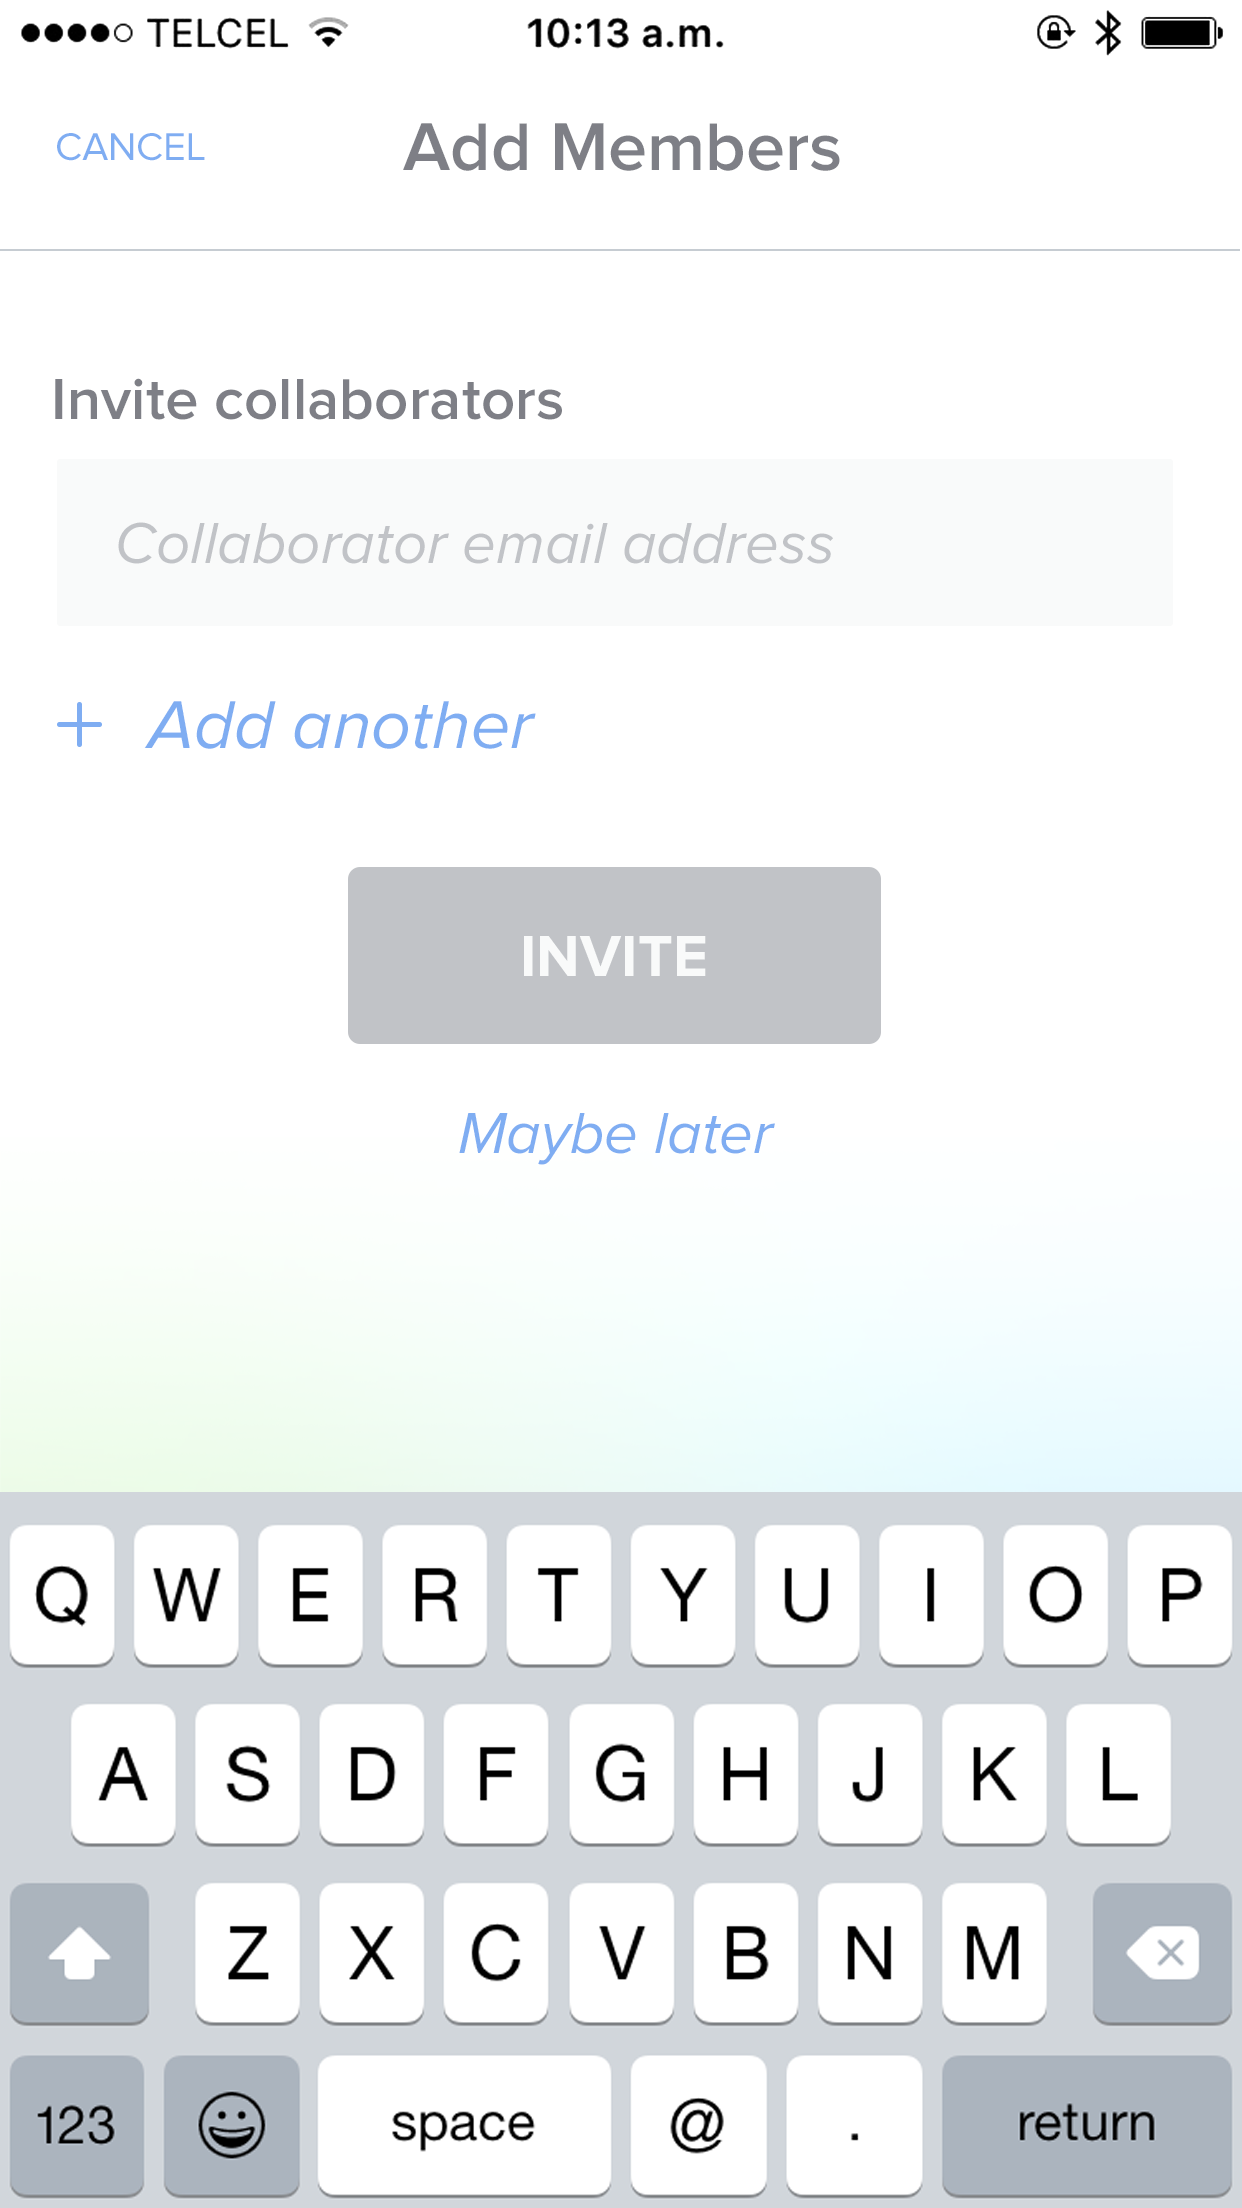 TELCEL 10:13 a.m.
CANCEL Add Members
Invite collaborators
Collaborator email address
+ Add another
INVITE
Maybe later
Q W E R T Y U I O P
A S D F G H J K L
Z X C V B N M
123 space @ . return